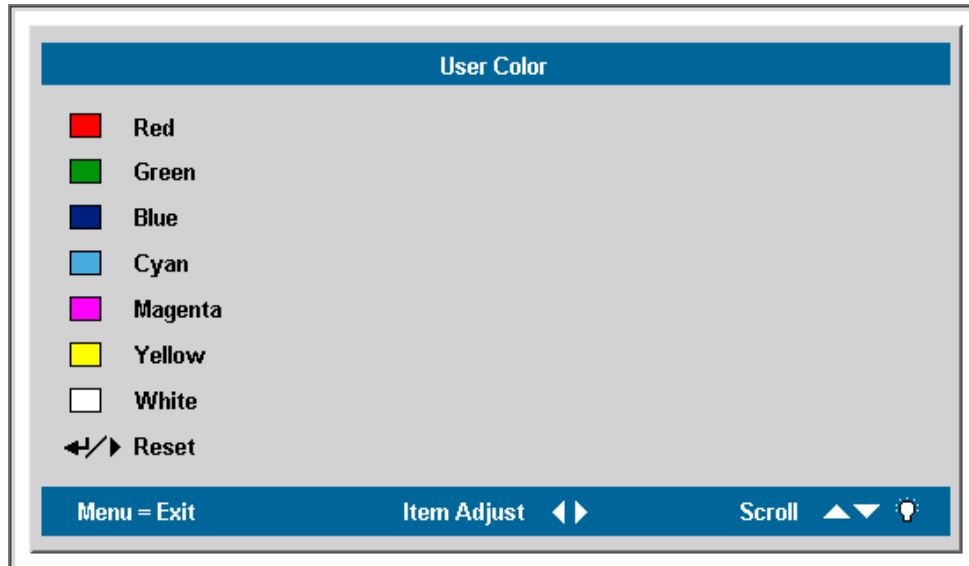 User Color
Red
Green
Blue
Cyan
Magenta
Yellow
White
Reset
Menu = Exit Item Adjust Scroll